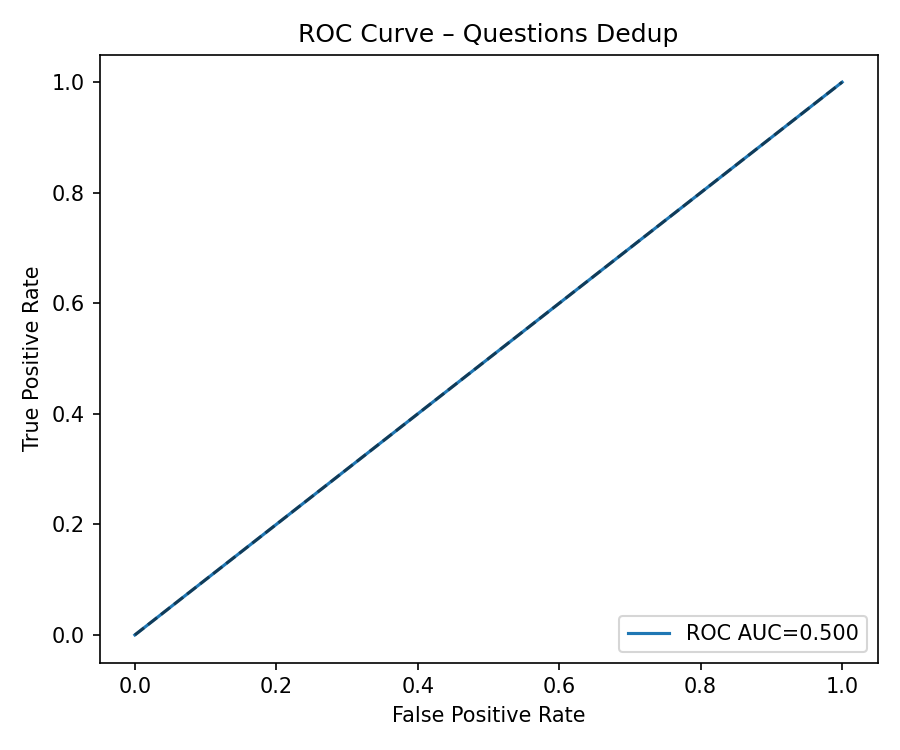 ROC Curve – Questions Dedup
True Positive Rate
1.0
0.8
0.6
0.4
0.2
0.0
ROC AUC=0.500
0.0 0.2 0.4 0.6 0.8 1.0
False Positive Rate